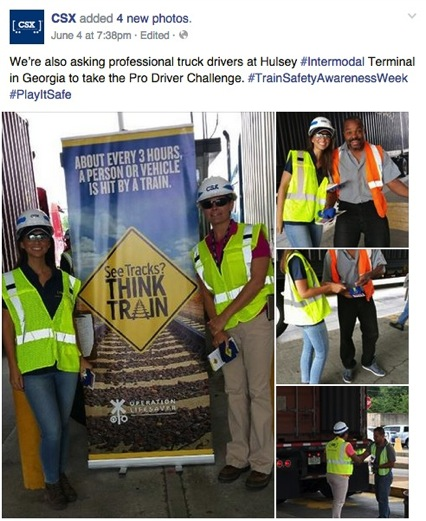 [CSX]
CSX added 4 new photos.
June 4 at 7:38pm · Edited ·
We're also asking professional truck drivers at Hulsey #Intermodal Terminal
in Georgia to take the Pro Driver Challenge. #TrainSafetyAwarenessWeek
#PlayItSafe
ABOUT EVERY 3 HOURS,
A PERSON OR VEHICLE
IS HIT BY A TRAIN.
See Tracks?
THINK
TRAIN
OPERATION
LIFESAVER
CSX